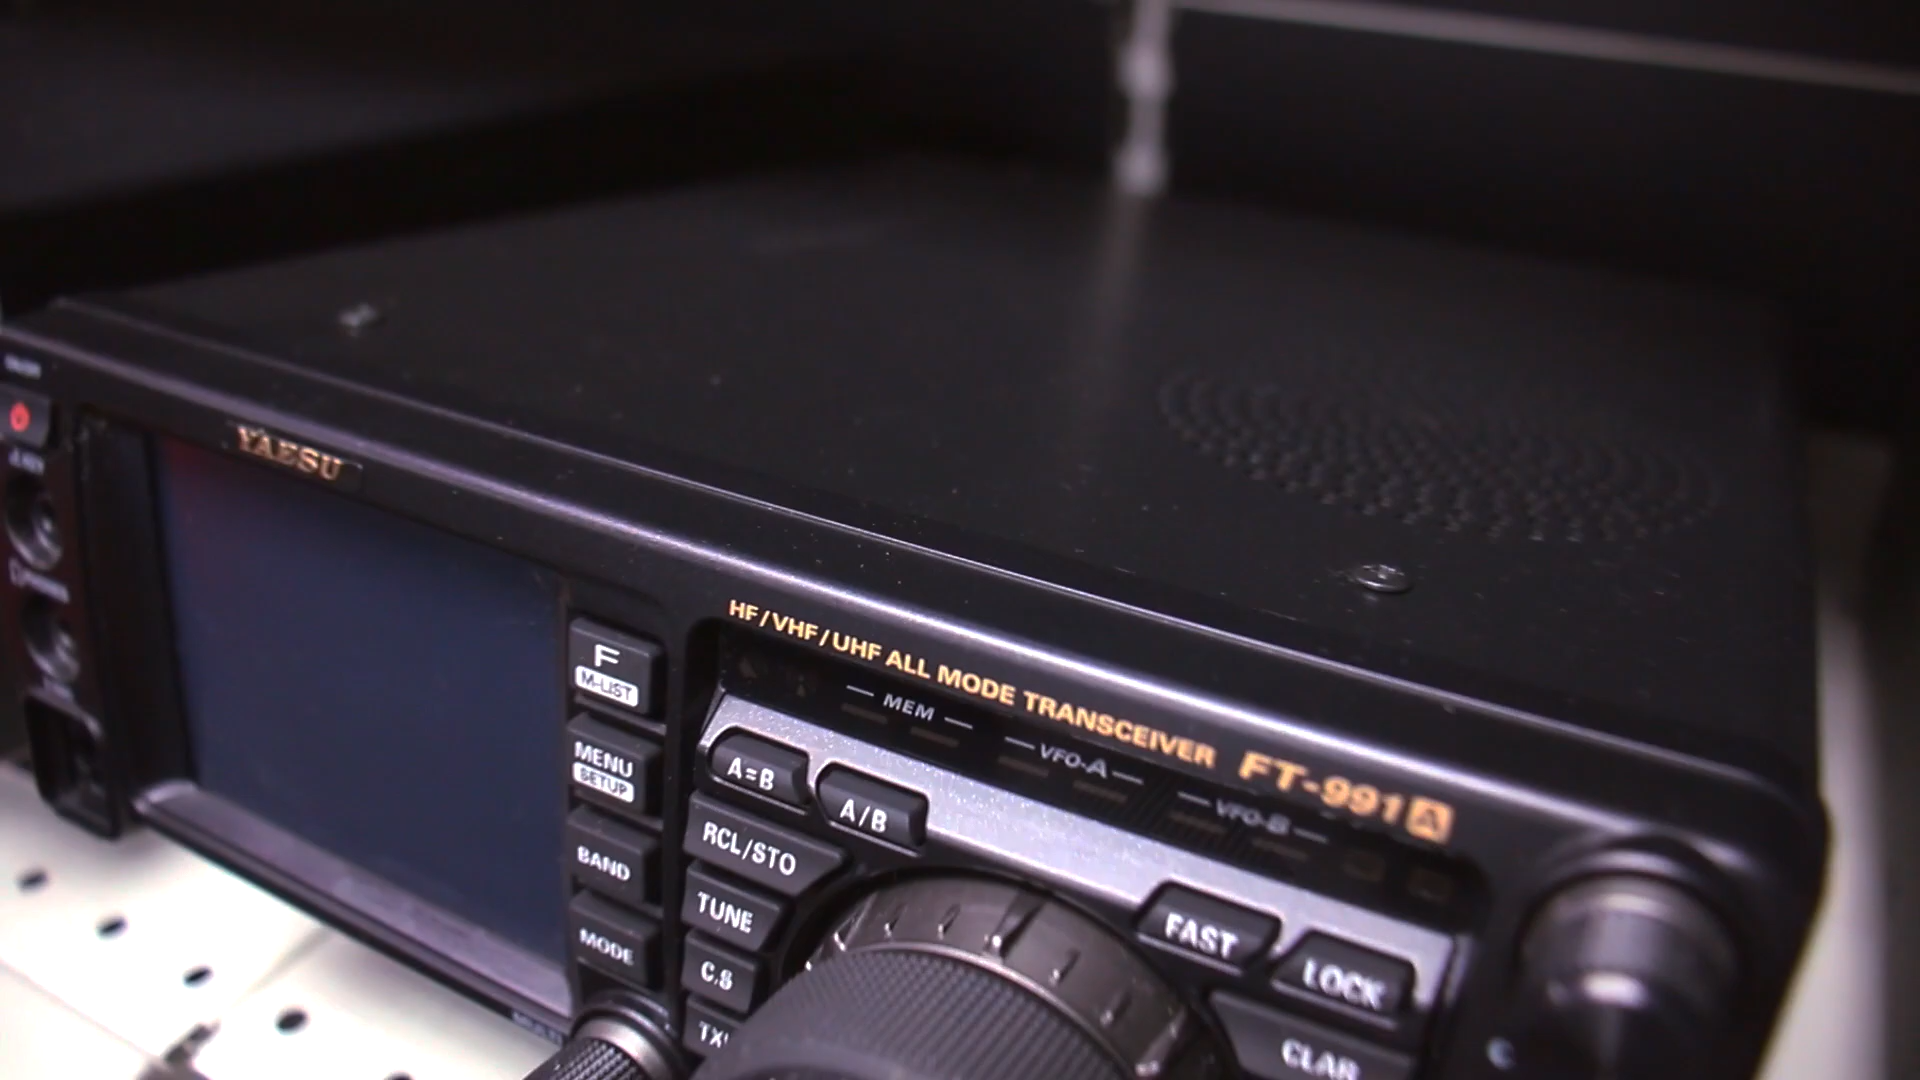 YAESU
HF/VHF/UHF ALL MODE TRANSCEIVER FT-991A
F
M-LIST
MENU
SETUP
BAND
MODE
MEM
VFO-A
VFO-B
A=B
A/B
RCL/STO
TUNE
C.S
FAST
LOCK
CLAR